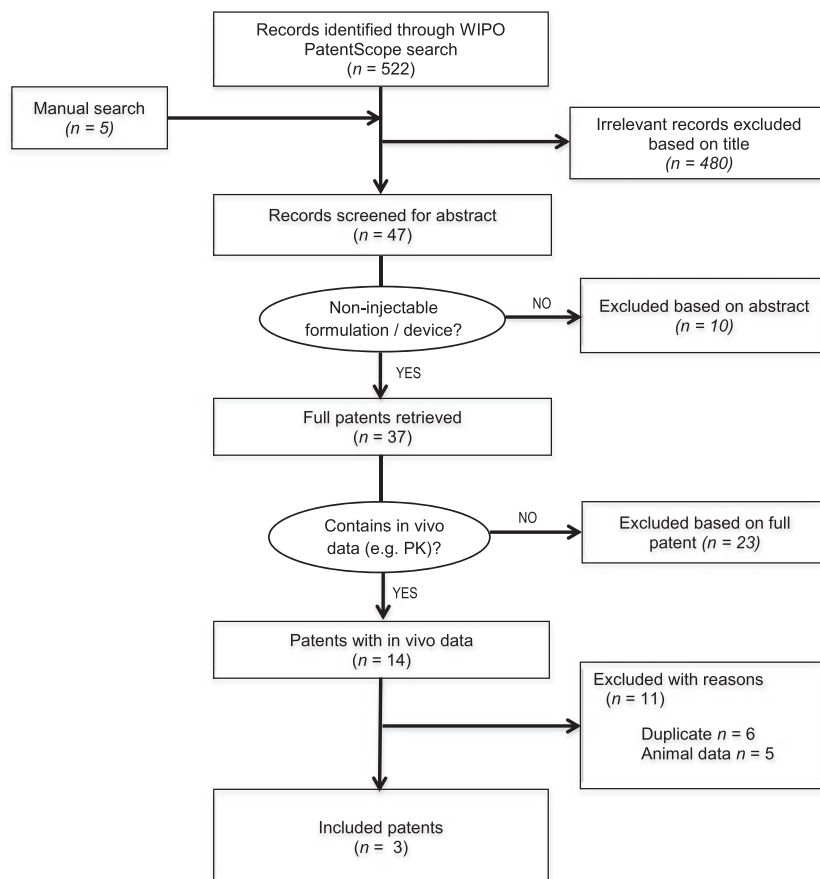 Records identified through WIPO
PatentScope search
(n = 522)
Manual search
(n = 5)
Irrelevant records excluded
based on title
(n = 480)
Records screened for abstract
(n = 47)
Non-injectable
formulation / device?
NO
Excluded based on abstract
(n = 10)
YES
Full patents retrieved
(n = 37)
Contains in vivo
data (e.g. PK)?
NO
Excluded based on full
patent (n = 23)
YES
Patents with in vivo data
(n = 14)
Excluded with reasons
(n = 11)
Duplicate n = 6
Animal data n = 5
Included patents
(n = 3)